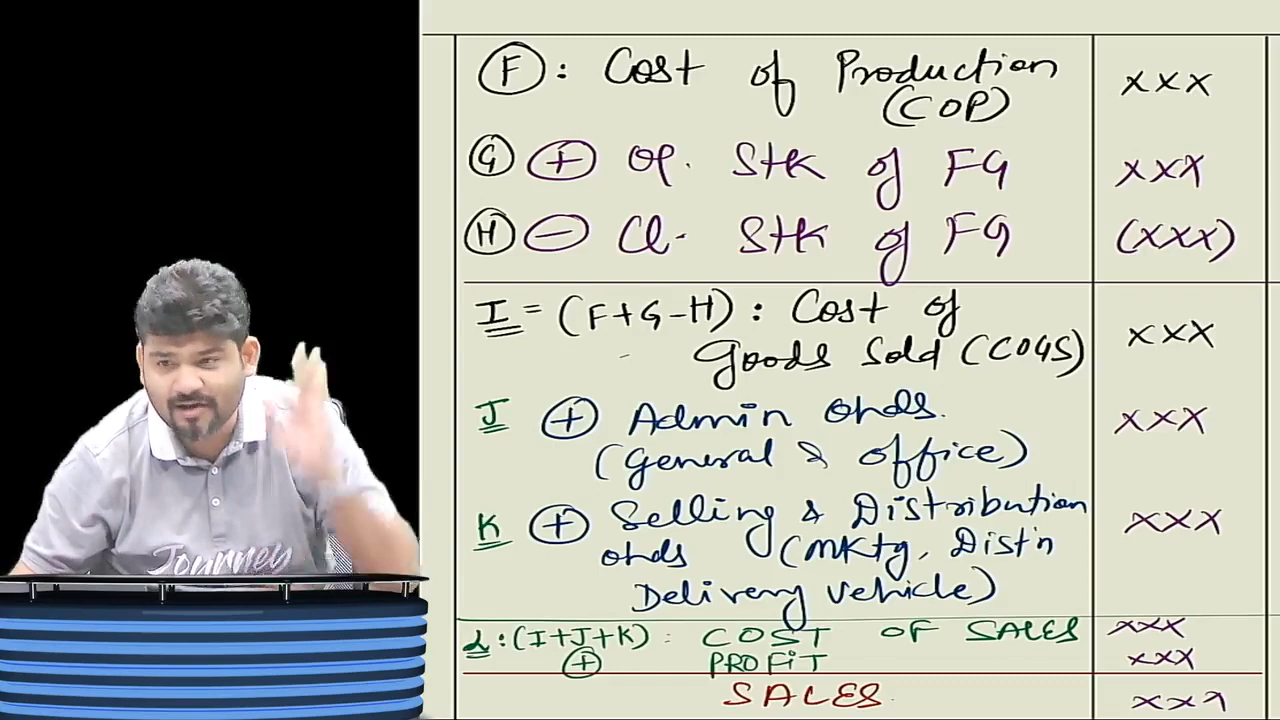 F : Cost of Production xxx
(COP)
G + Op. Stk of FG xxx
H - Cl. Stk of FG (xxx)
I = (F+G-H) : Cost of
Goods Sold (COGS) xxx
J + Admin ohds. xxx
(General & office)
K + Selling & Distribution xxx
ohds (Mktg, Dist'n
Delivery vehicle)
L : (I+J+K) : COST OF SALES xxx
+ PROFIT xxx
SALES xxx
Journey